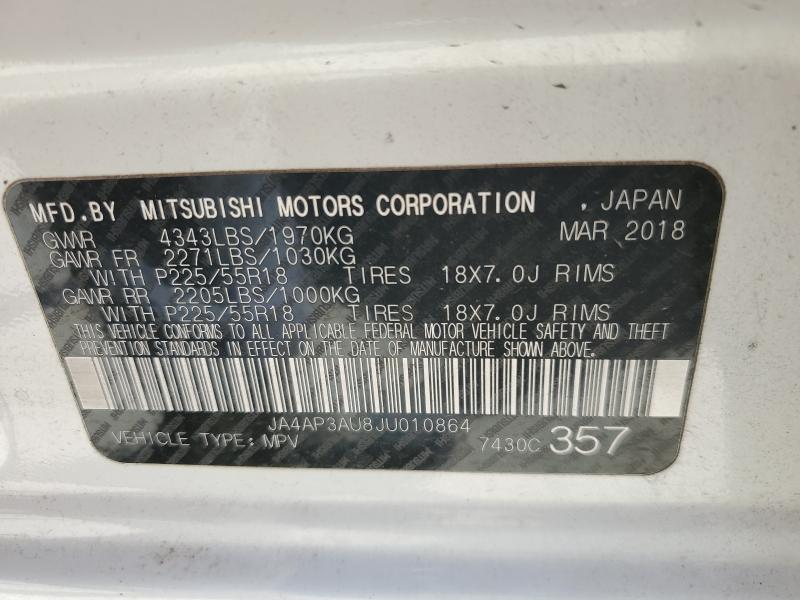 MFD.BY MITSUBISHI MOTORS CORPORATION , JAPAN
GVWR 4343LBS/1970KG MAR 2018
GAWR FR 2271LBS/1030KG
WITH P225/55R18 TIRES 18X7.0J RIMS
GAWR RR 2205LBS/1000KG
WITH P225/55R18 TIRES 18X7.0J RIMS
THIS VEHICLE CONFORMS TO ALL APPLICABLE FEDERAL MOTOR VEHICLE SAFETY AND THEFT
PREVENTION STANDARDS IN EFFECT ON THE DATE OF MANUFACTURE SHOWN ABOVE.
JA4AP3AU8JU010864
VEHICLE TYPE: MPV 7430C 357